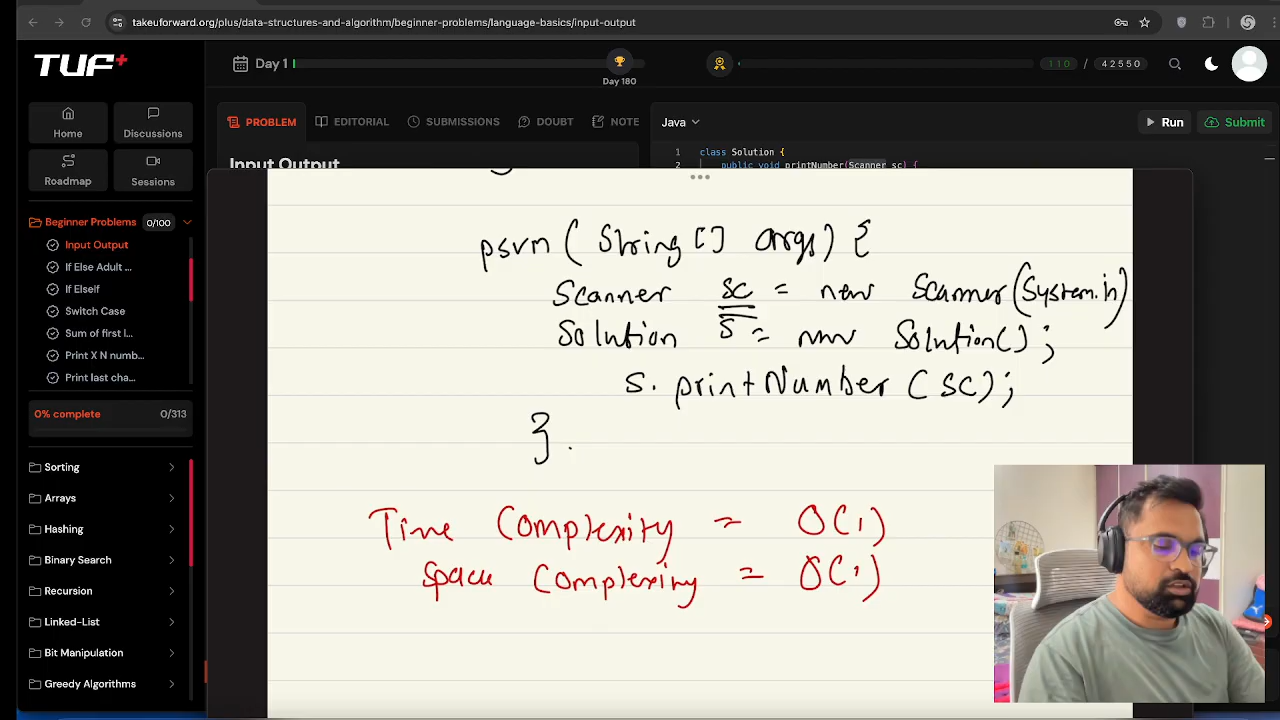 takeuforward.org/plus/data-structures-and-algorithm/beginner-problems/language-basics/input-output
TUF+
Day 1
Day 180
110 / 42550
Home
Discussions
Roadmap
Sessions
PROBLEM
EDITORIAL
SUBMISSIONS
DOUBT
NOTE
Java
Run
Submit
Input Output
1 class Solution {
2 public void printNumber(Scanner sc) {
Beginner Problems 0/100
Input Output
If Else Adult ...
If Elseif
Switch Case
Sum of first l...
Print X N numb...
Print last cha...
0% complete 0/313
Sorting
Arrays
Hashing
Binary Search
Recursion
Linked-List
Bit Manipulation
Greedy Algorithms
psvm ( String [] args) {
Scanner sc = new Scanner (System.in)
Solution s = new Solution() ;
s. printNumber (sc) ;
} .
Time Complexity = O(1)
Space Complexity = O(1)